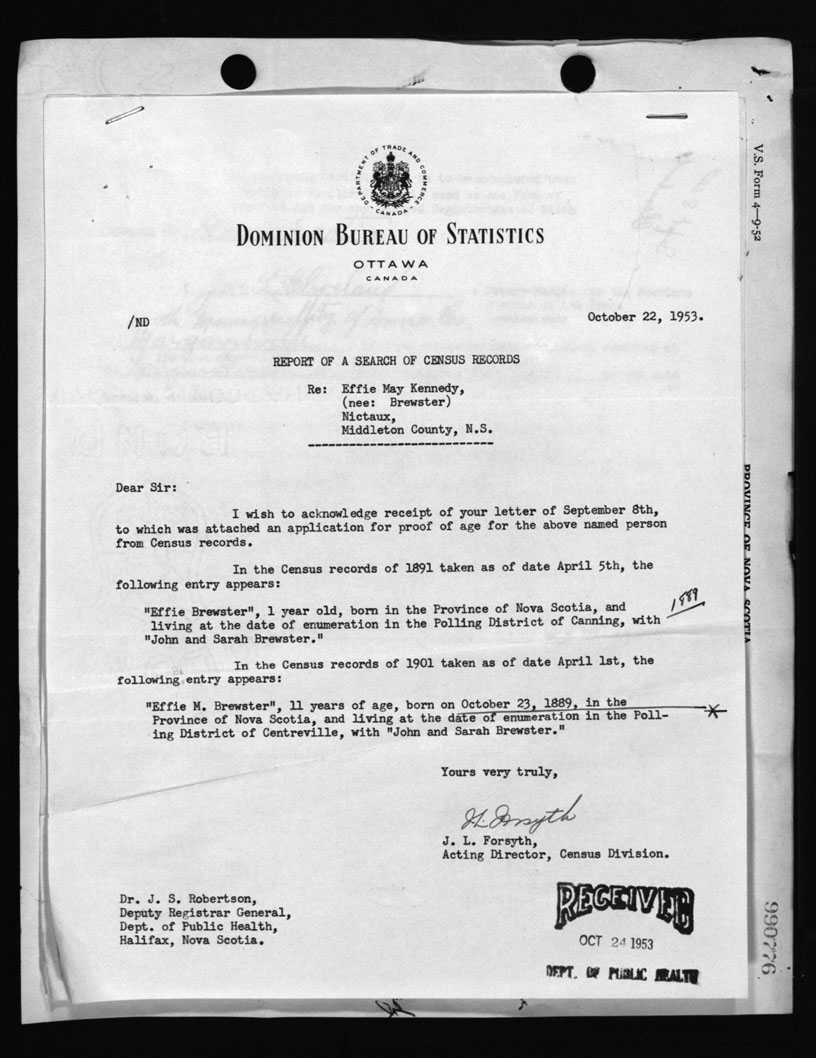 DEPARTMENT OF TRADE AND COMMERCE
CANADA
DOMINION BUREAU OF STATISTICS
OTTAWA
CANADA
/ND
October 22, 1953.
REPORT OF A SEARCH OF CENSUS RECORDS
Re: Effie May Kennedy,
(nee: Brewster)
Nictaux,
Middleton County, N.S.
Dear Sir:
I wish to acknowledge receipt of your letter of September 8th,
to which was attached an application for proof of age for the above named person
from Census records.
In the Census records of 1891 taken as of date April 5th, the
following entry appears:
"Effie Brewster", 1 year old, born in the Province of Nova Scotia, and
living at the date of enumeration in the Polling District of Canning, with
"John and Sarah Brewster."
1889
In the Census records of 1901 taken as of date April 1st, the
following entry appears:
"Effie M. Brewster", 11 years of age, born on October 23, 1889, in the
Province of Nova Scotia, and living at the date of enumeration in the Poll-
ing District of Centreville, with "John and Sarah Brewster."
Yours very truly,
J. L. Forsyth,
Acting Director, Census Division.
Dr. J. S. Robertson,
Deputy Registrar General,
Dept. of Public Health,
Halifax, Nova Scotia.
RECEIVED
OCT 24 1953
DEPT. OF PUBLIC HEALTH
V.S. Form 4—9-52
PROVINCE OF NOVA SCOTIA